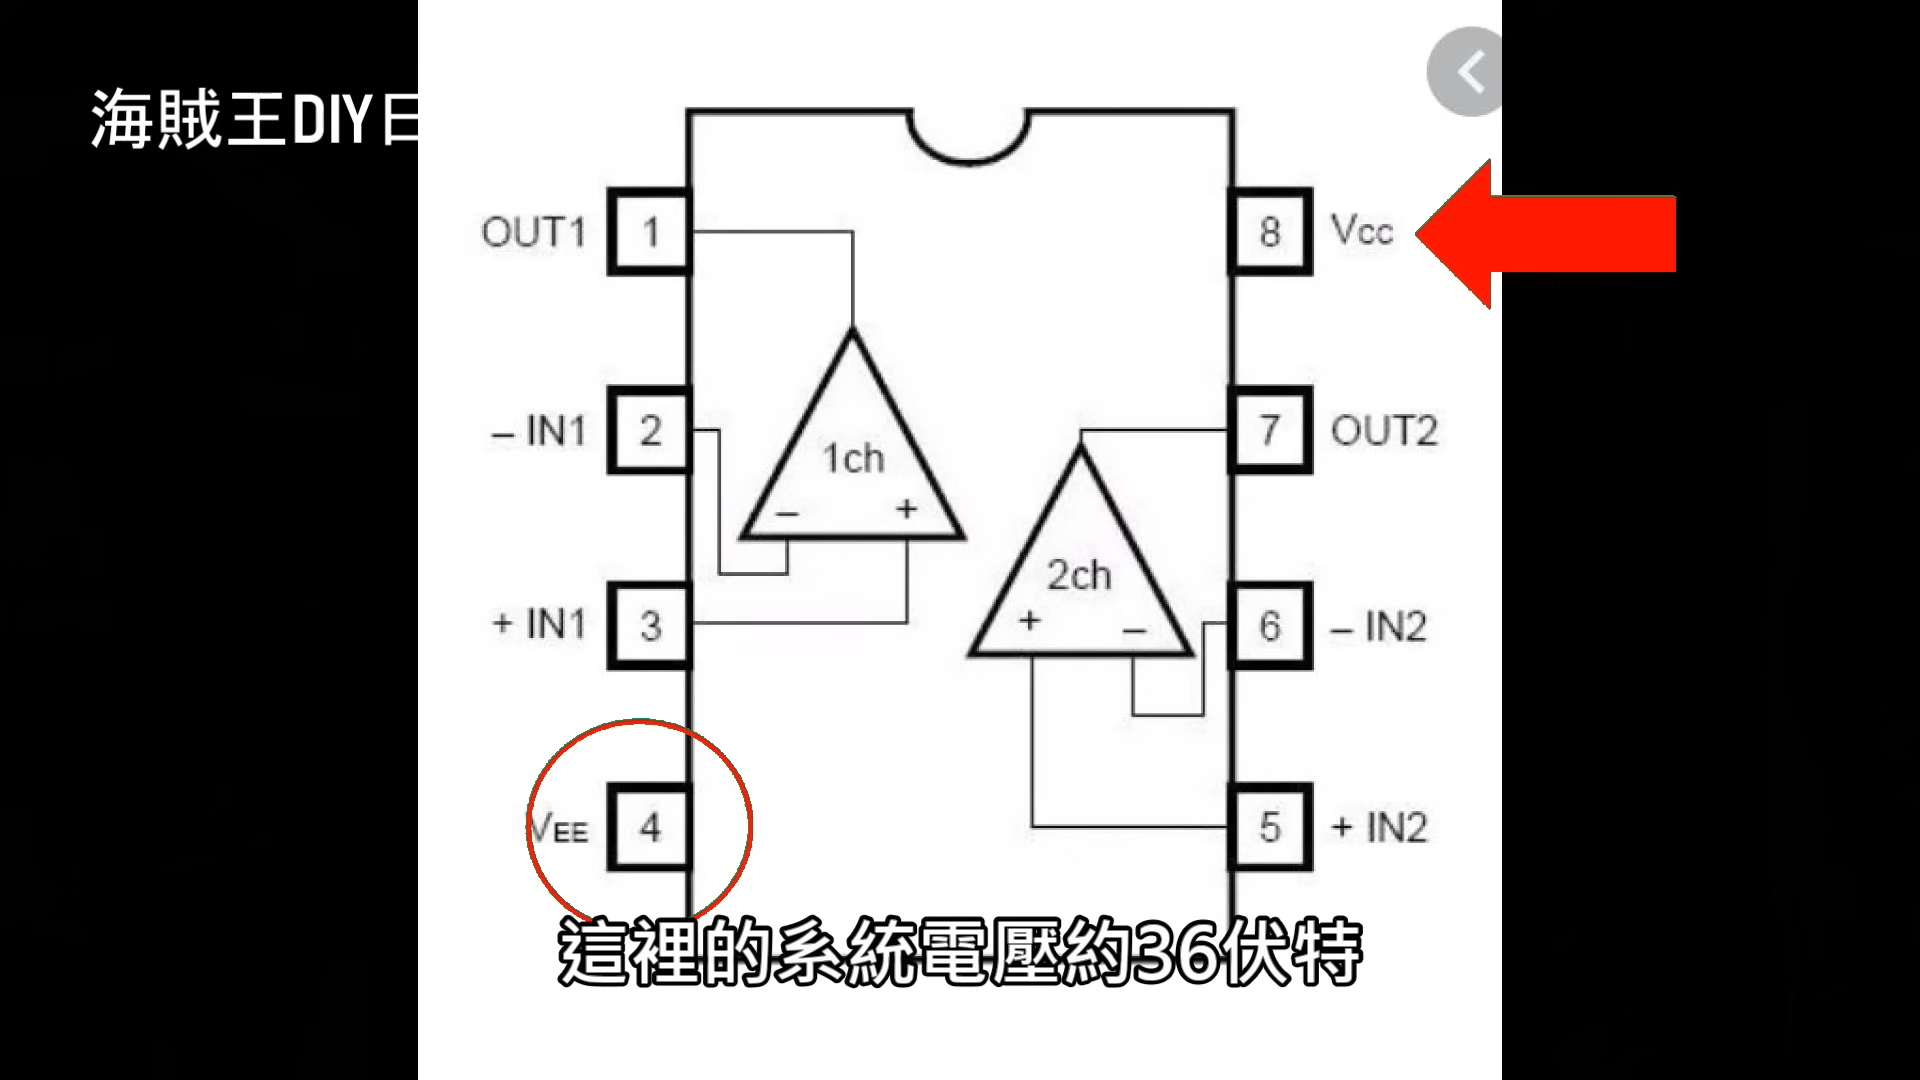 海賊王DIY日
OUT1 1 8 Vcc
– IN1 2 7 OUT2
1ch
– +
2ch
+ –
+ IN1 3 6 – IN2
VEE 4 5 + IN2
這裡的系統電壓約36伏特